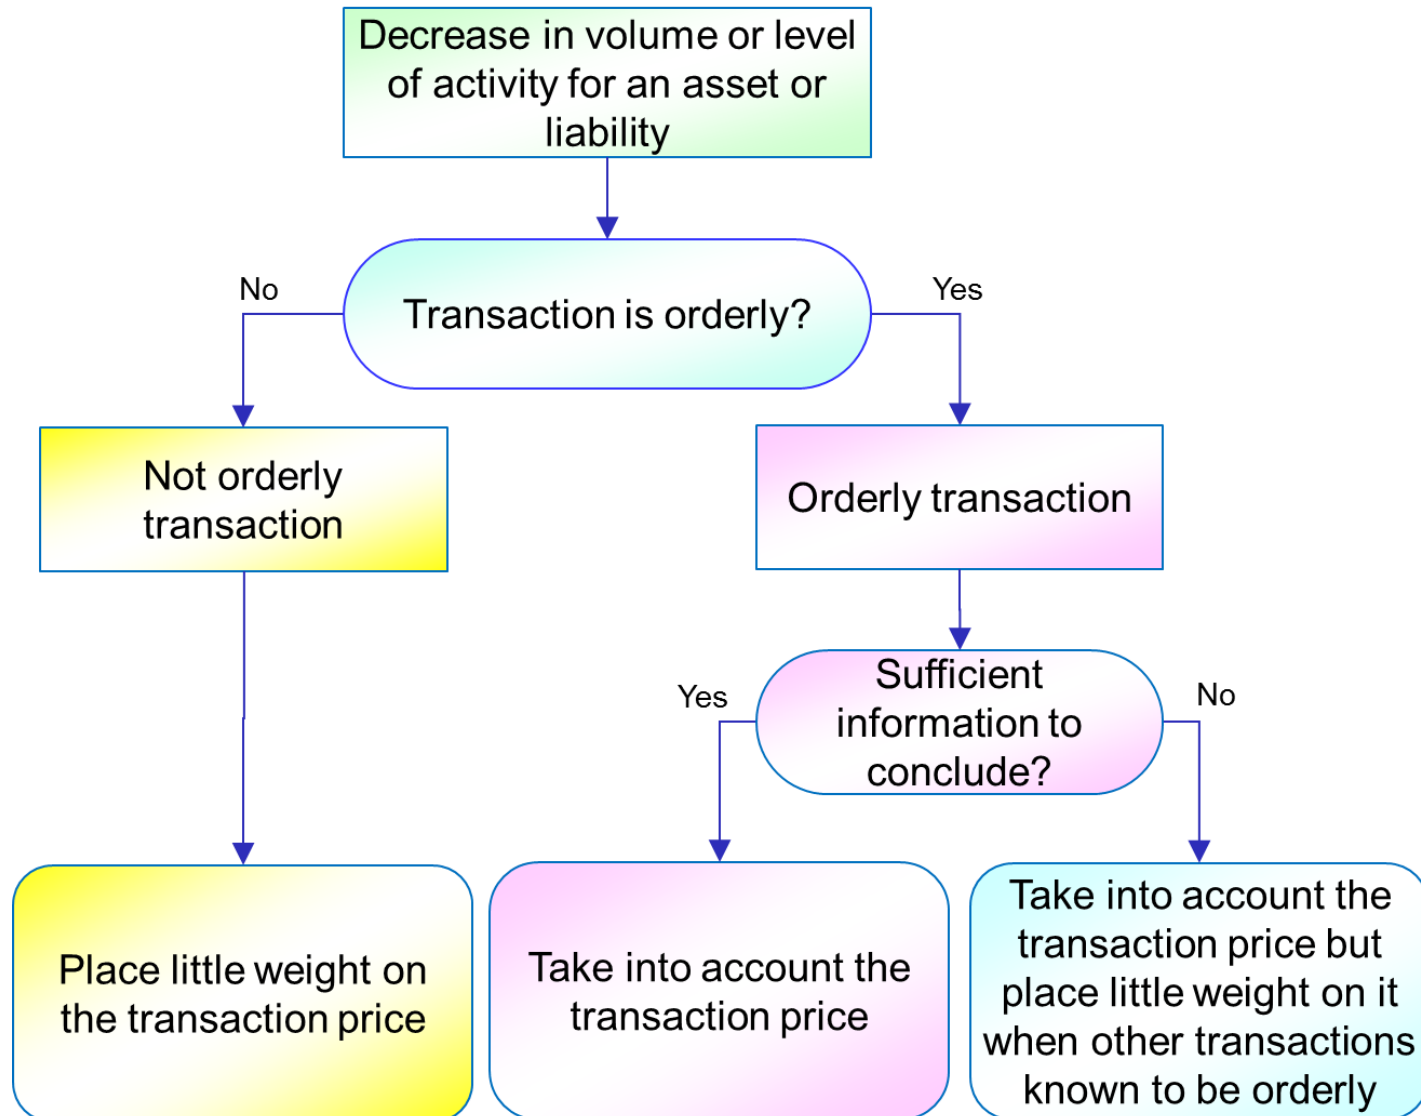 Decrease in volume or level
of activity for an asset or
liability
No
Yes
Transaction is orderly?
Not orderly
transaction
Orderly transaction
Yes
No
Sufficient
information to
conclude?
Place little weight on
the transaction price
Take into account the
transaction price
Take into account the
transaction price but
place little weight on it
when other transactions
known to be orderly